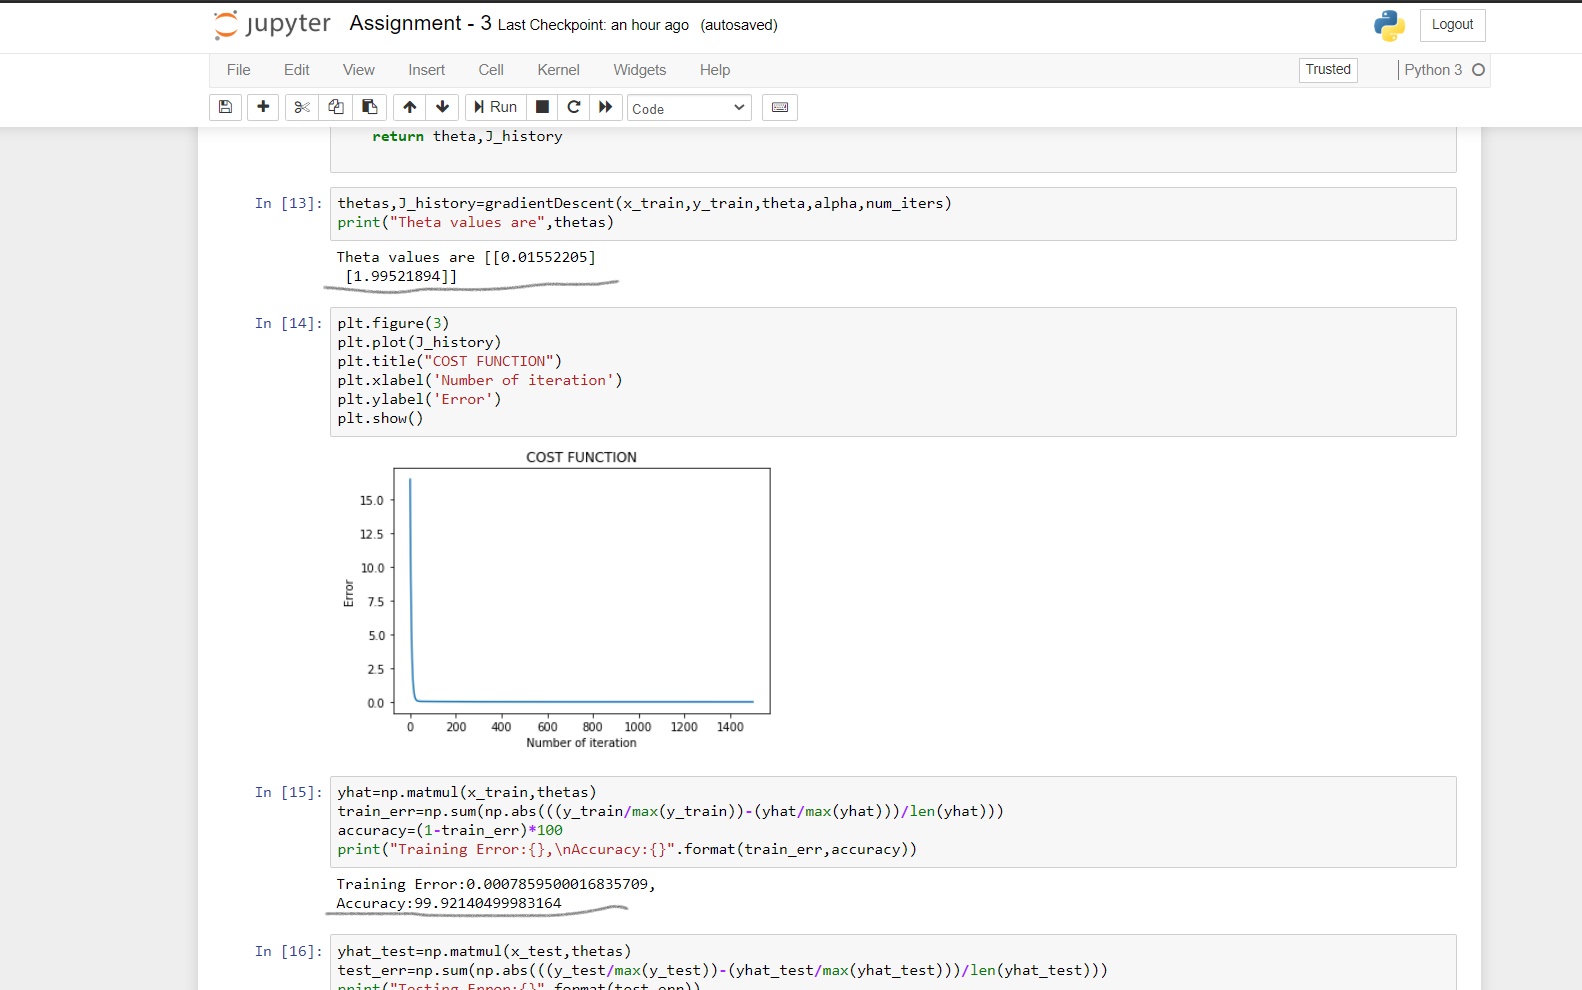 jupyter Assignment - 3 Last Checkpoint: an hour ago (autosaved) Logout
File Edit View Insert Cell Kernel Widgets Help Trusted Python 3
Run Code
return theta,J_history
In [13]: thetas,J_history=gradientDescent(x_train,y_train,theta,alpha,num_iters)
print("Theta values are",thetas)
Theta values are [[0.01552205]
[1.99521894]]
In [14]: plt.figure(3)
plt.plot(J_history)
plt.title("COST FUNCTION")
plt.xlabel('Number of iteration')
plt.ylabel('Error')
plt.show()
COST FUNCTION
15.0
12.5
10.0
7.5
5.0
2.5
0.0
Error
0 200 400 600 800 1000 1200 1400
Number of iteration
In [15]: yhat=np.matmul(x_train,thetas)
train_err=np.sum(np.abs(((y_train/max(y_train))-(yhat/max(yhat)))/len(yhat)))
accuracy=(1-train_err)*100
print("Training Error:{},\nAccuracy:{}".format(train_err,accuracy))
Training Error:0.0007859500016835709,
Accuracy:99.92140499983164
In [16]: yhat_test=np.matmul(x_test,thetas)
test_err=np.sum(np.abs(((y_test/max(y_test))-(yhat_test/max(yhat_test)))/len(yhat_test)))
print("Testing Error:{}".format(test_err))